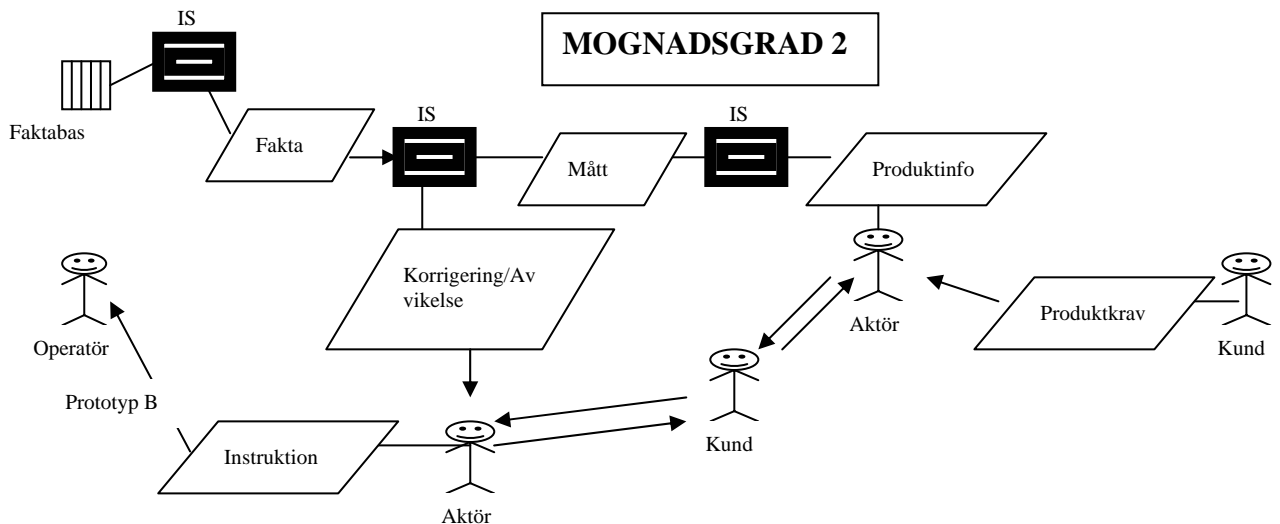 IS
MOGNADSGRAD 2
Faktabas
IS
IS
Fakta
Mått
Produktinfo
Korrigering/Av
vikelse
Operatör
Aktör
Produktkrav
Kund
Prototyp B
Kund
Instruktion
Aktör